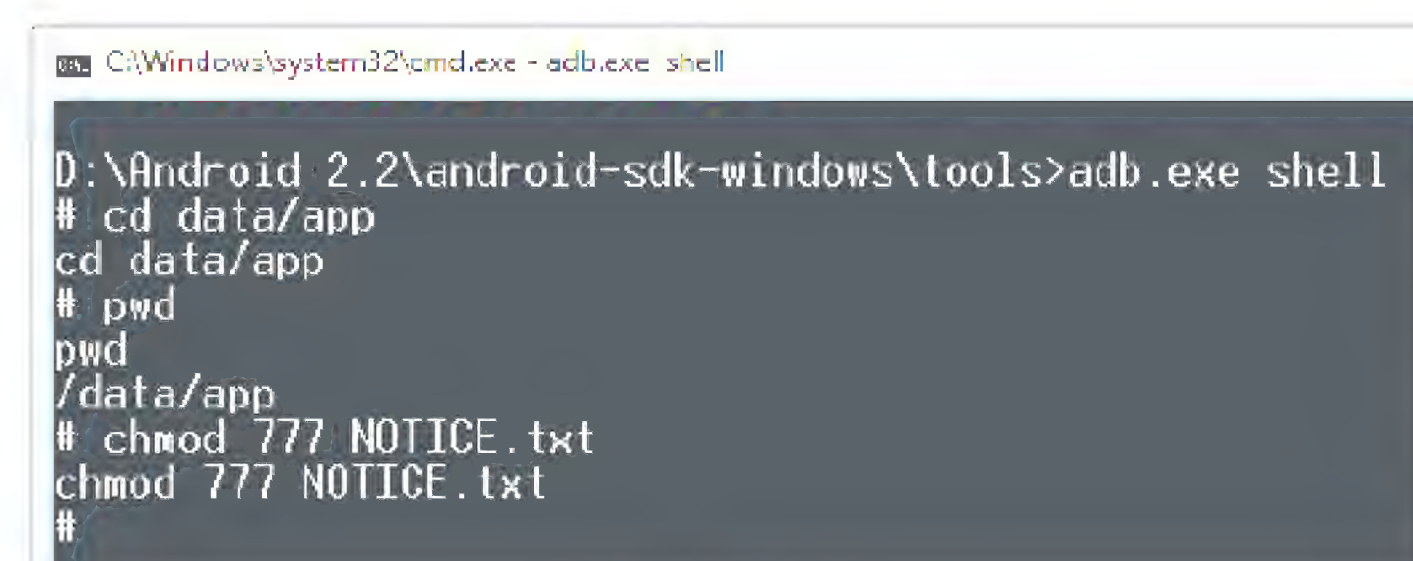 C:\Windows\system32\cmd.exe - adb.exe shell
D:\Android 2.2\android-sdk-windows\tools>adb.exe shell
# cd data/app
cd data/app
# pwd
pwd
/data/app
# chmod 777 NOTICE.txt
chmod 777 NOTICE.txt
#